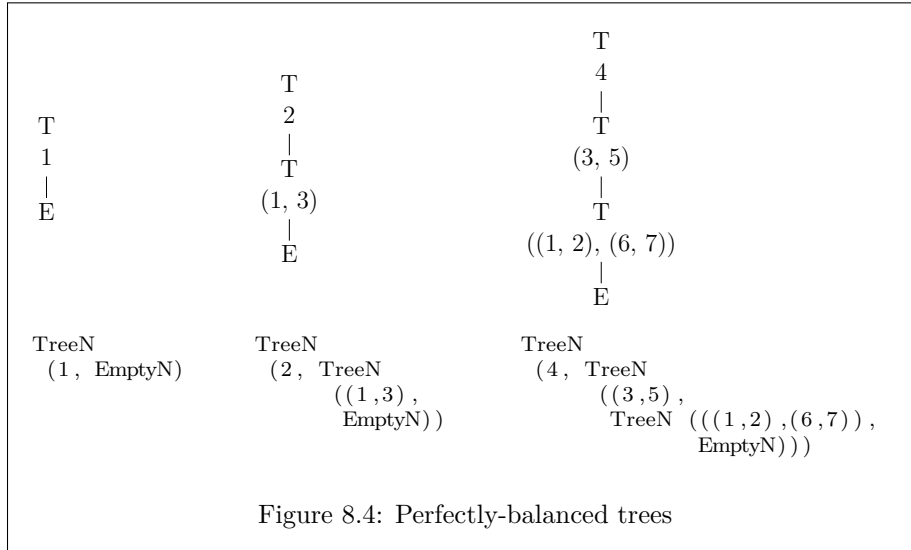 T
1
E
T
2
T
(1, 3)
E
T
4
T
(3, 5)
T
((1, 2), (6, 7))
E
TreeN
(1, EmptyN)
TreeN
(2, TreeN
((1,3),
EmptyN))
TreeN
(4, TreeN
((3,5),
TreeN (((1,2),(6,7)),
EmptyN)))
Figure 8.4: Perfectly-balanced trees